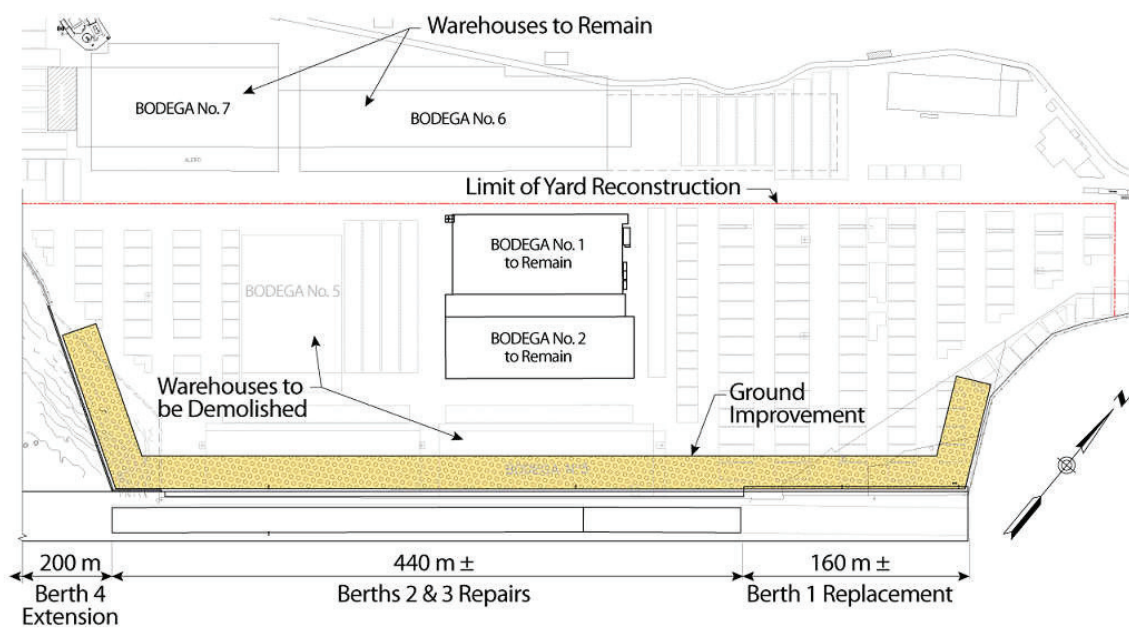 Warehouses to Remain
BODEGA No. 7
BODEGA No. 6
Limit of Yard Reconstruction
BODEGA No. 1
to Remain
BODEGA No. 5
BODEGA No. 2
to Remain
Warehouses to
be Demolished
Ground
Improvement
N
200 m
440 m ±
160 m ±
Berth 4
Extension
Berths 2 & 3 Repairs
Berth 1 Replacement